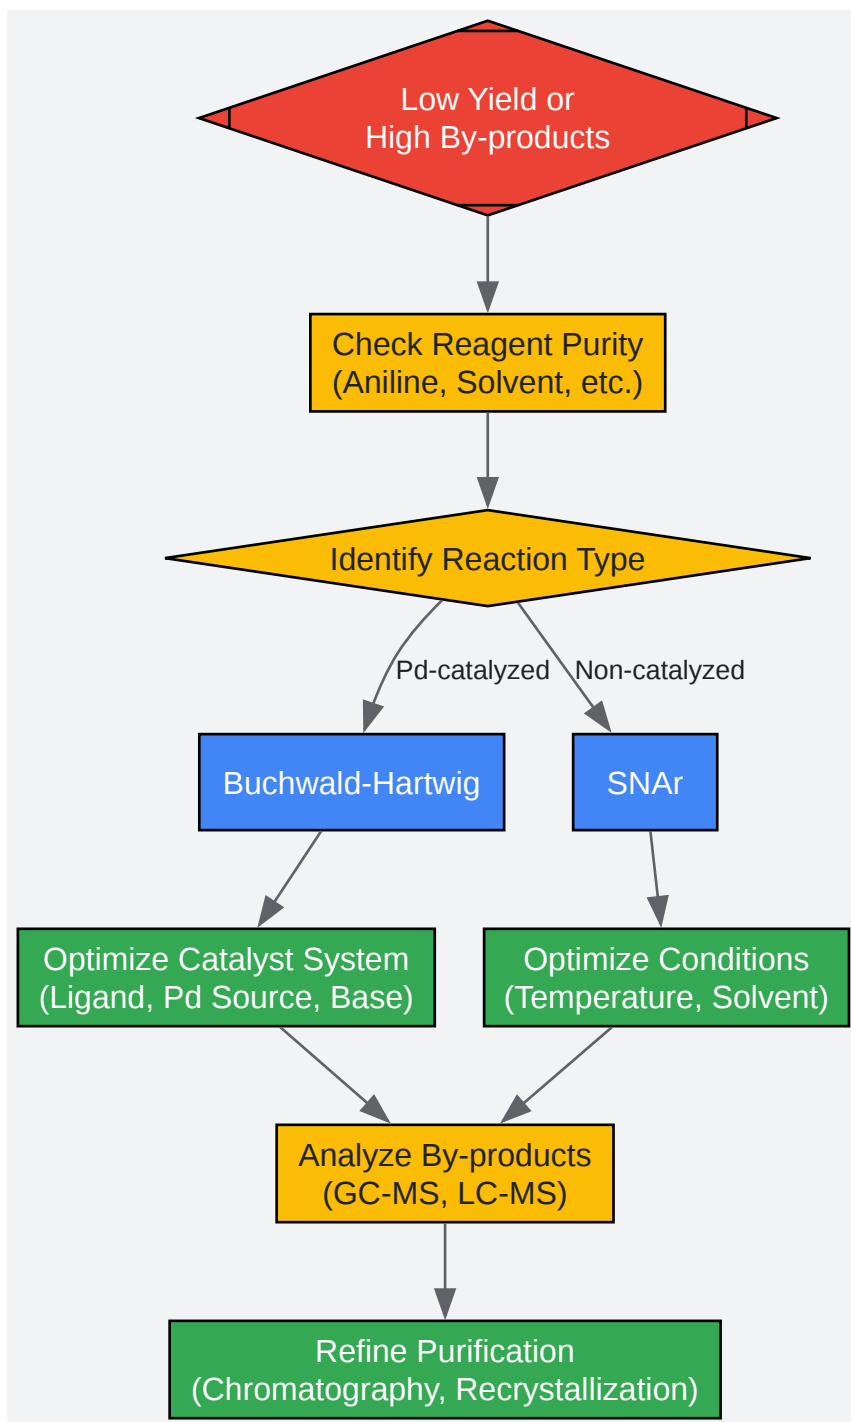 Low Yield or
High By-products
Check Reagent Purity
(Aniline, Solvent, etc.)
Identify Reaction Type
Pd-catalyzed
Non-catalyzed
Buchwald-Hartwig
SNAr
Optimize Catalyst System
(Ligand, Pd Source, Base)
Optimize Conditions
(Temperature, Solvent)
Analyze By-products
(GC-MS, LC-MS)
Refine Purification
(Chromatography, Recrystallization)